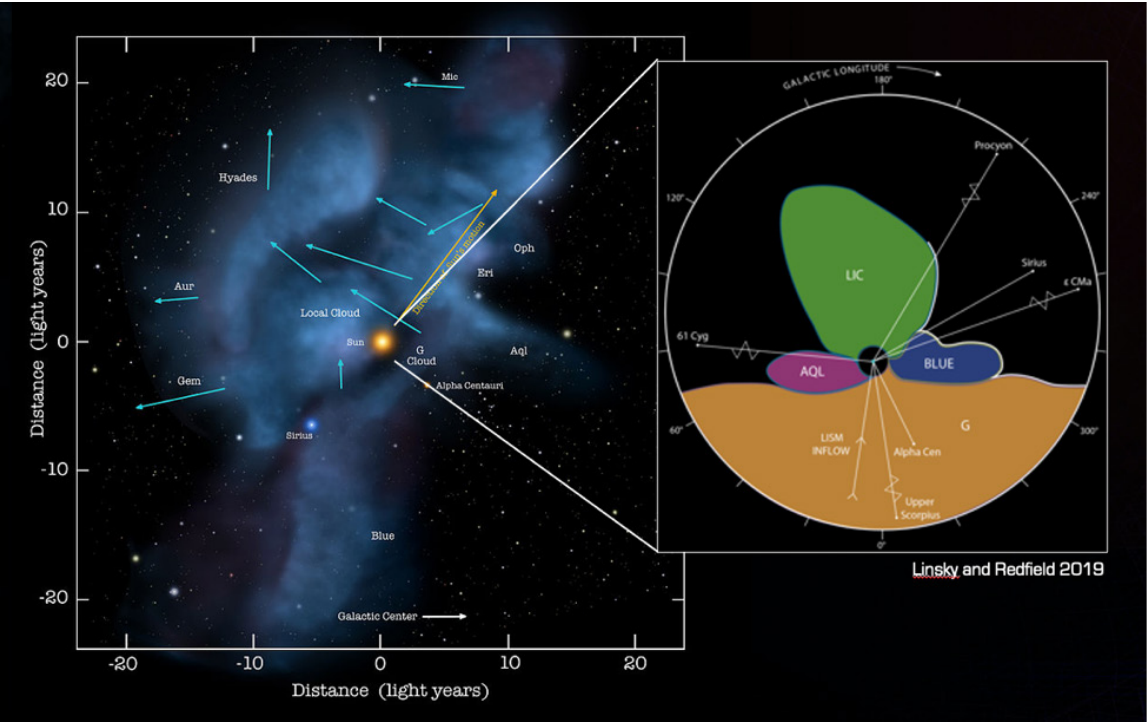 20
10
0
-10
-20
-20
-10
0
10
20
Distance (light years)
Distance (light years)
Mic
Hyades
Direction of Sun's motion
Oph
Eri
Aur
Local Cloud
Sun
G
Cloud
Aql
Gem
Alpha Centauri
Sirius
Blue
Galactic Center
GALACTIC LONGITUDE
180°
Procyon
120°
240°
LIC
Sirius
ε CMa
61 Cyg
AQL
BLUE
60°
G
300°
LISM
INFLOW
Alpha Cen
Upper
Scorpius
0°
Linsky and Redfield 2019